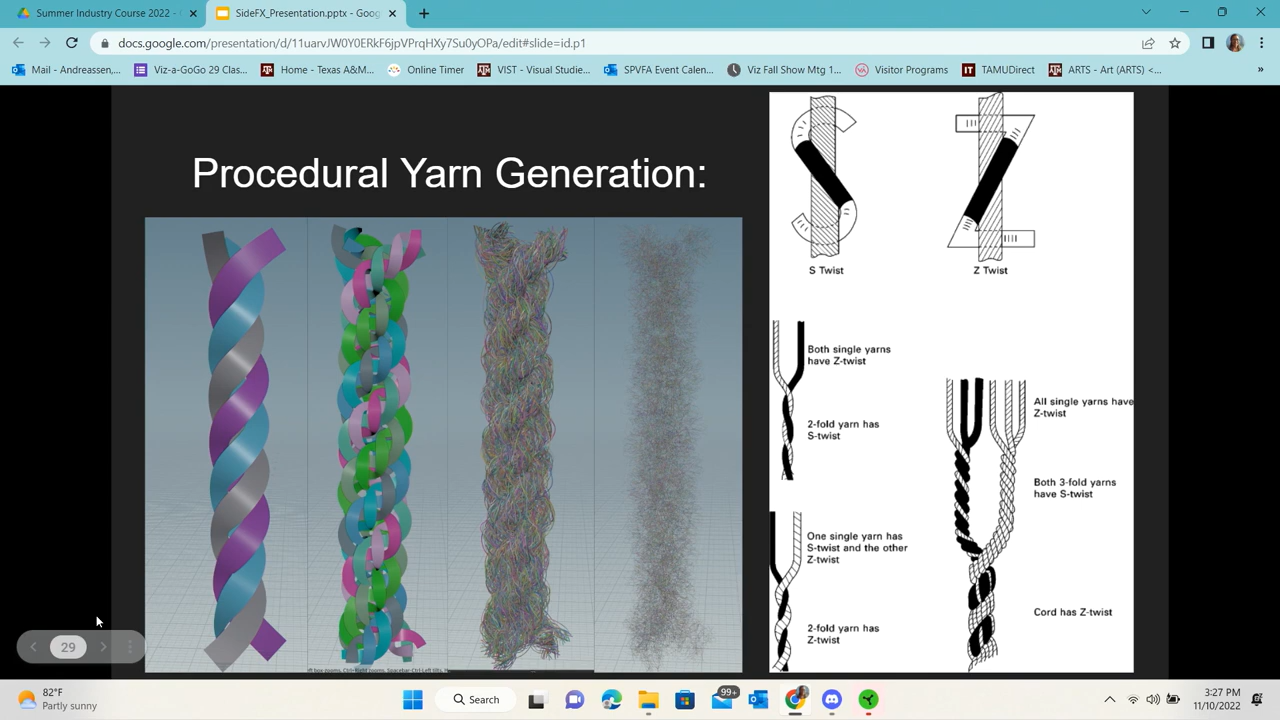 Summer Industry Course 2022 -
SideFX_Presentation.pptx - Goog
docs.google.com/presentation/d/11uarvJW0Y0ERkF6jpVPrqHXy7Su0yOPa/edit#slide=id.p1
Mail - Andreassen,...
Viz-a-GoGo 29 Clas...
Home - Texas A&M...
Online Timer
VIST - Visual Studie...
SPVFA Event Calen...
Viz Fall Show Mtg 1...
Visitor Programs
TAMUDirect
ARTS - Art (ARTS) <...
Procedural Yarn Generation:
S Twist
Z Twist
Both single yarns
have Z-twist
2-fold yarn has
S-twist
One single yarn has
S-twist and the other
Z-twist
2-fold yarn has
Z-twist
All single yarns have
Z-twist
Both 3-fold yarns
have S-twist
Cord has Z-twist
29
82°F
Partly sunny
Search
99+
3:27 PM
11/10/2022